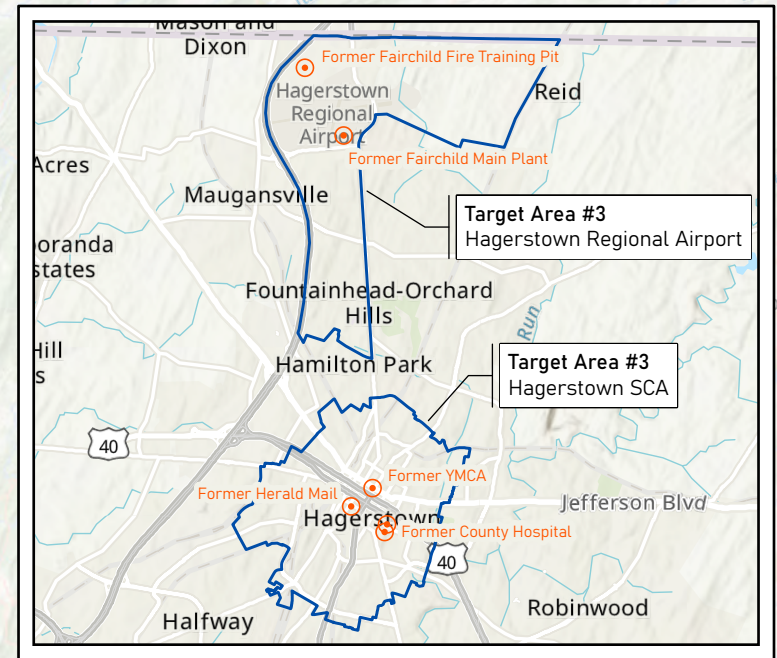 Mason and
Dixon
Former Fairchild Fire Training Pit
Hagerstown
Regional
Airport
Reid
Former Fairchild Main Plant
Acres
Maugansville
Target Area #3
Hagerstown Regional Airport
oranda
states
Fountainhead-Orchard
Hills
Run
Hill
s
Hamilton Park
Target Area #3
Hagerstown SCA
40
Former YMCA
Former Herald Mail
Jefferson Blvd
Hagerstown
Former County Hospital
40
Robinwood
Halfway